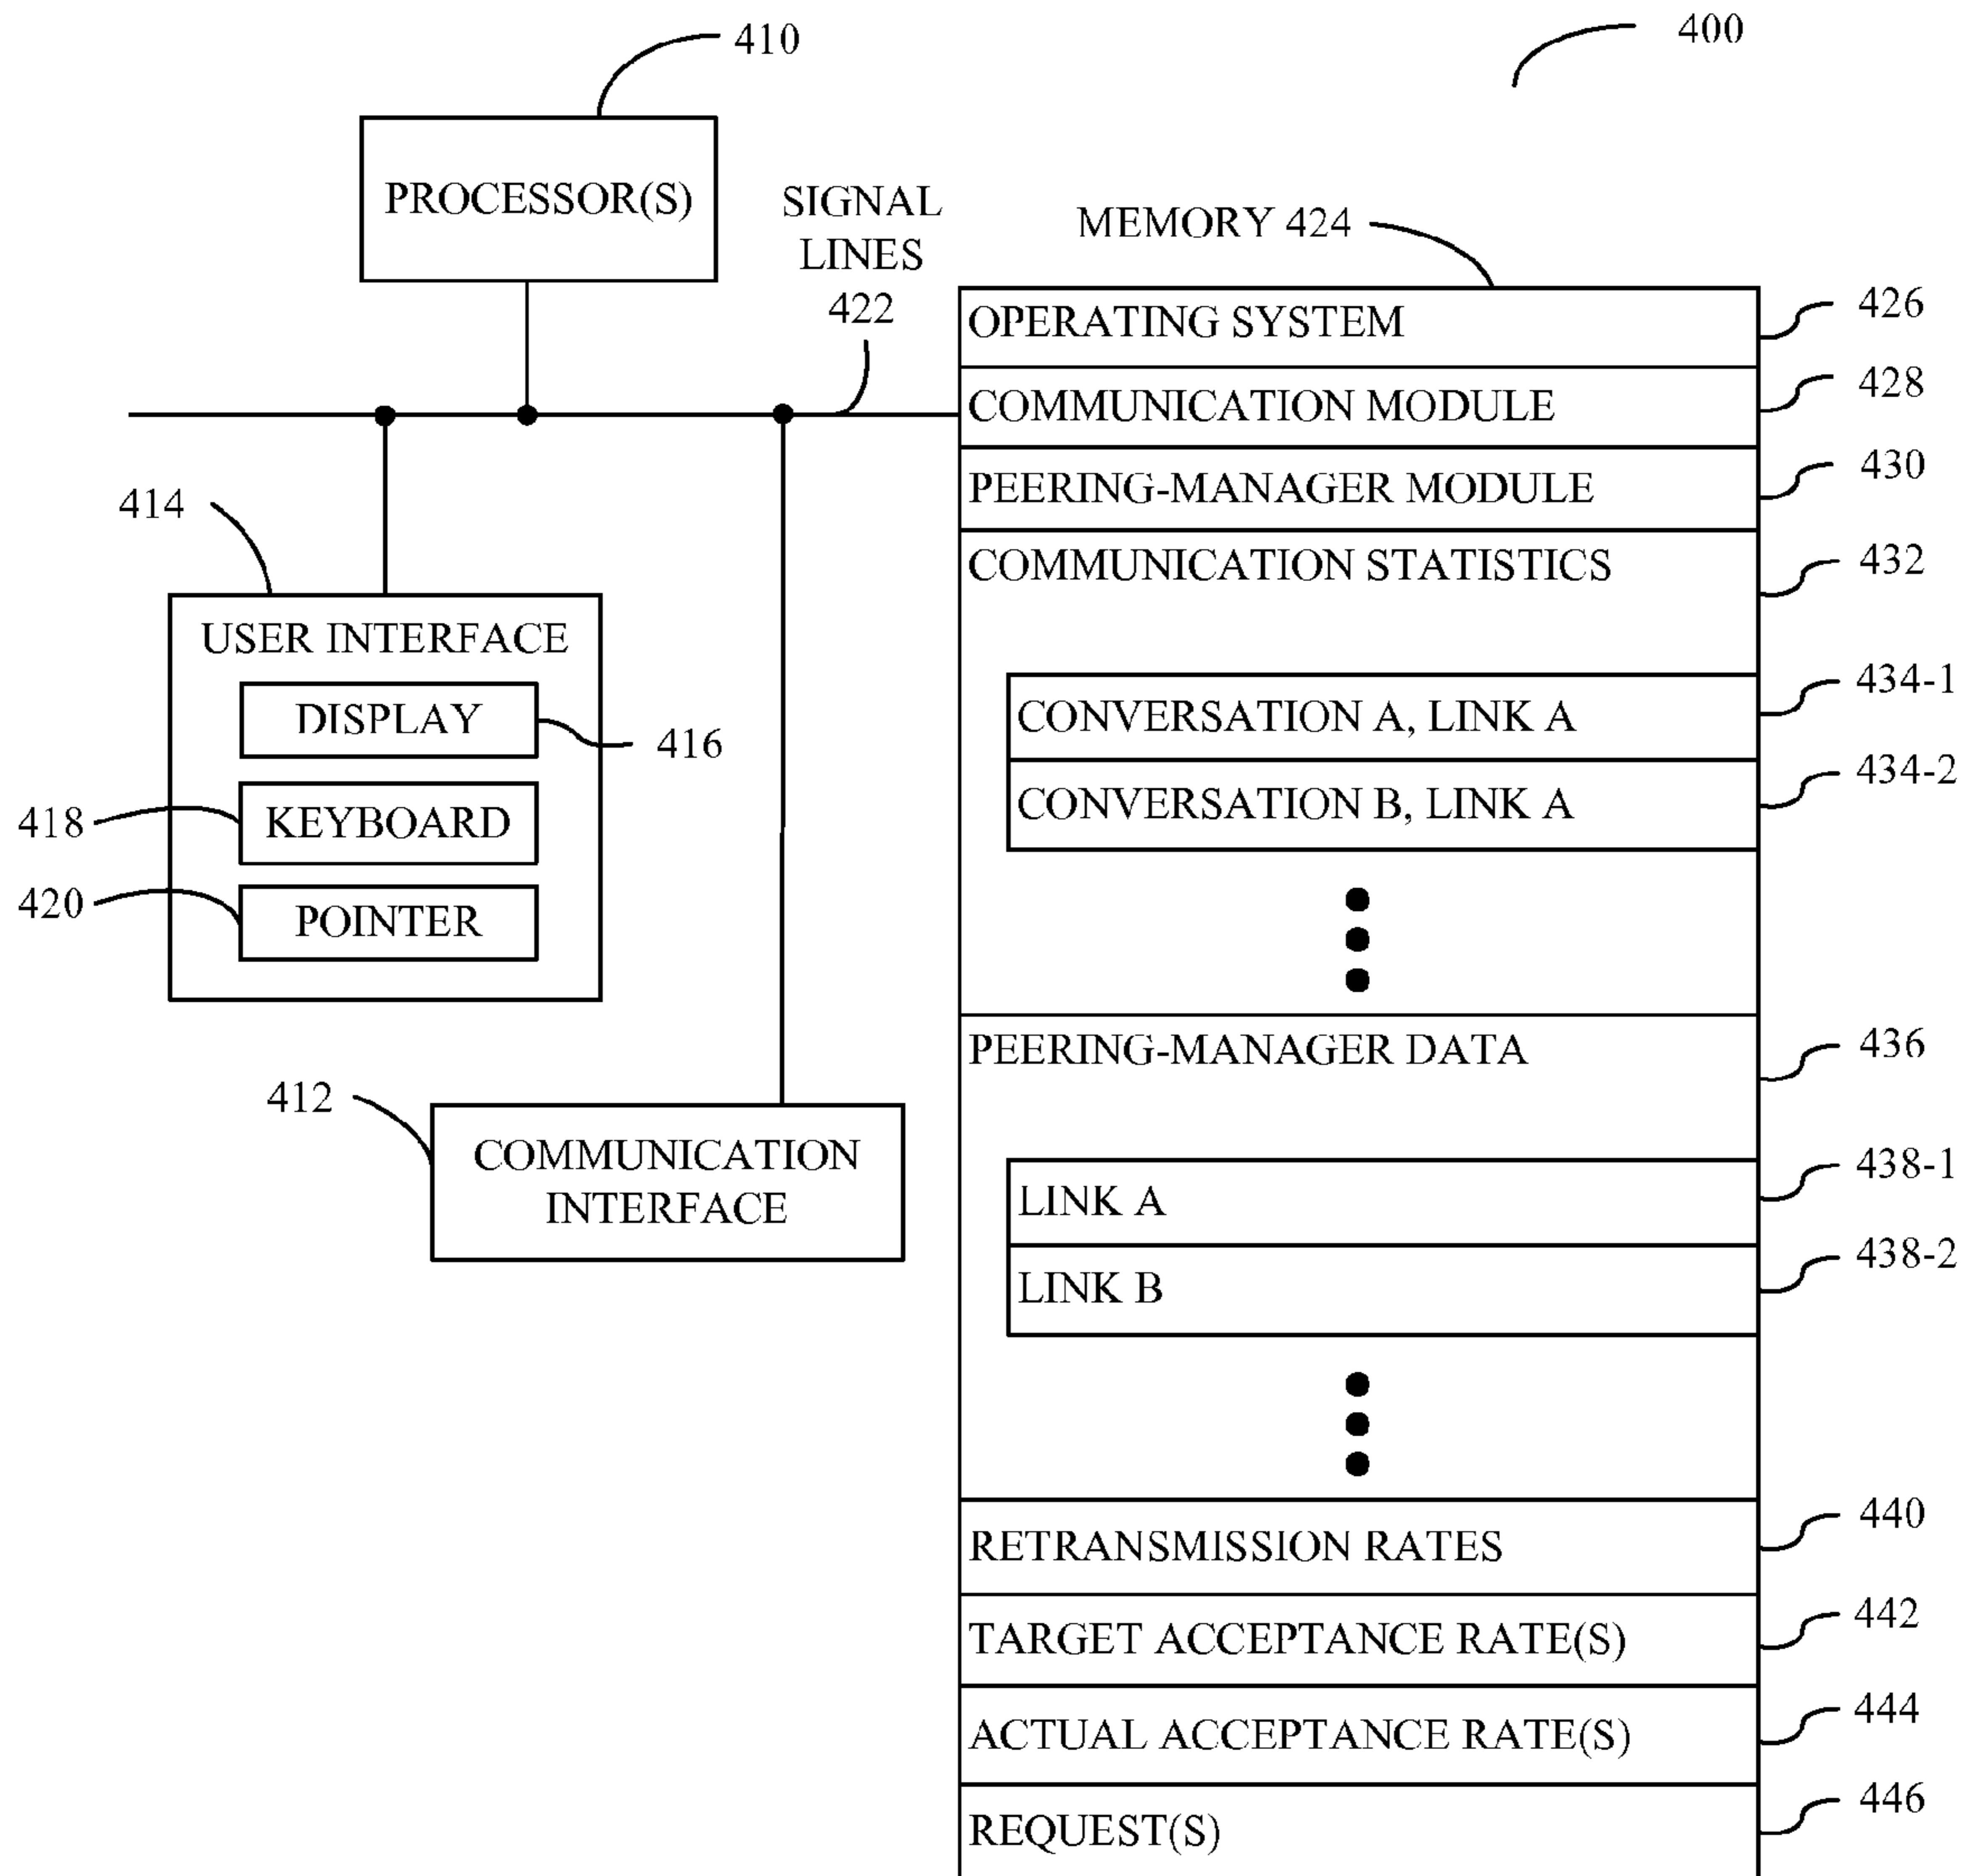 400
410
PROCESSOR(S)
SIGNAL
LINES
422
MEMORY 424
OPERATING SYSTEM
426
COMMUNICATION MODULE
428
PEERING-MANAGER MODULE
430
COMMUNICATION STATISTICS
432
CONVERSATION A, LINK A
434-1
CONVERSATION B, LINK A
434-2
PEERING-MANAGER DATA
436
LINK A
438-1
LINK B
438-2
RETRANSMISSION RATES
440
TARGET ACCEPTANCE RATE(S)
442
ACTUAL ACCEPTANCE RATE(S)
444
REQUEST(S)
446
414
USER INTERFACE
DISPLAY
416
418
KEYBOARD
420
POINTER
412
COMMUNICATION
INTERFACE